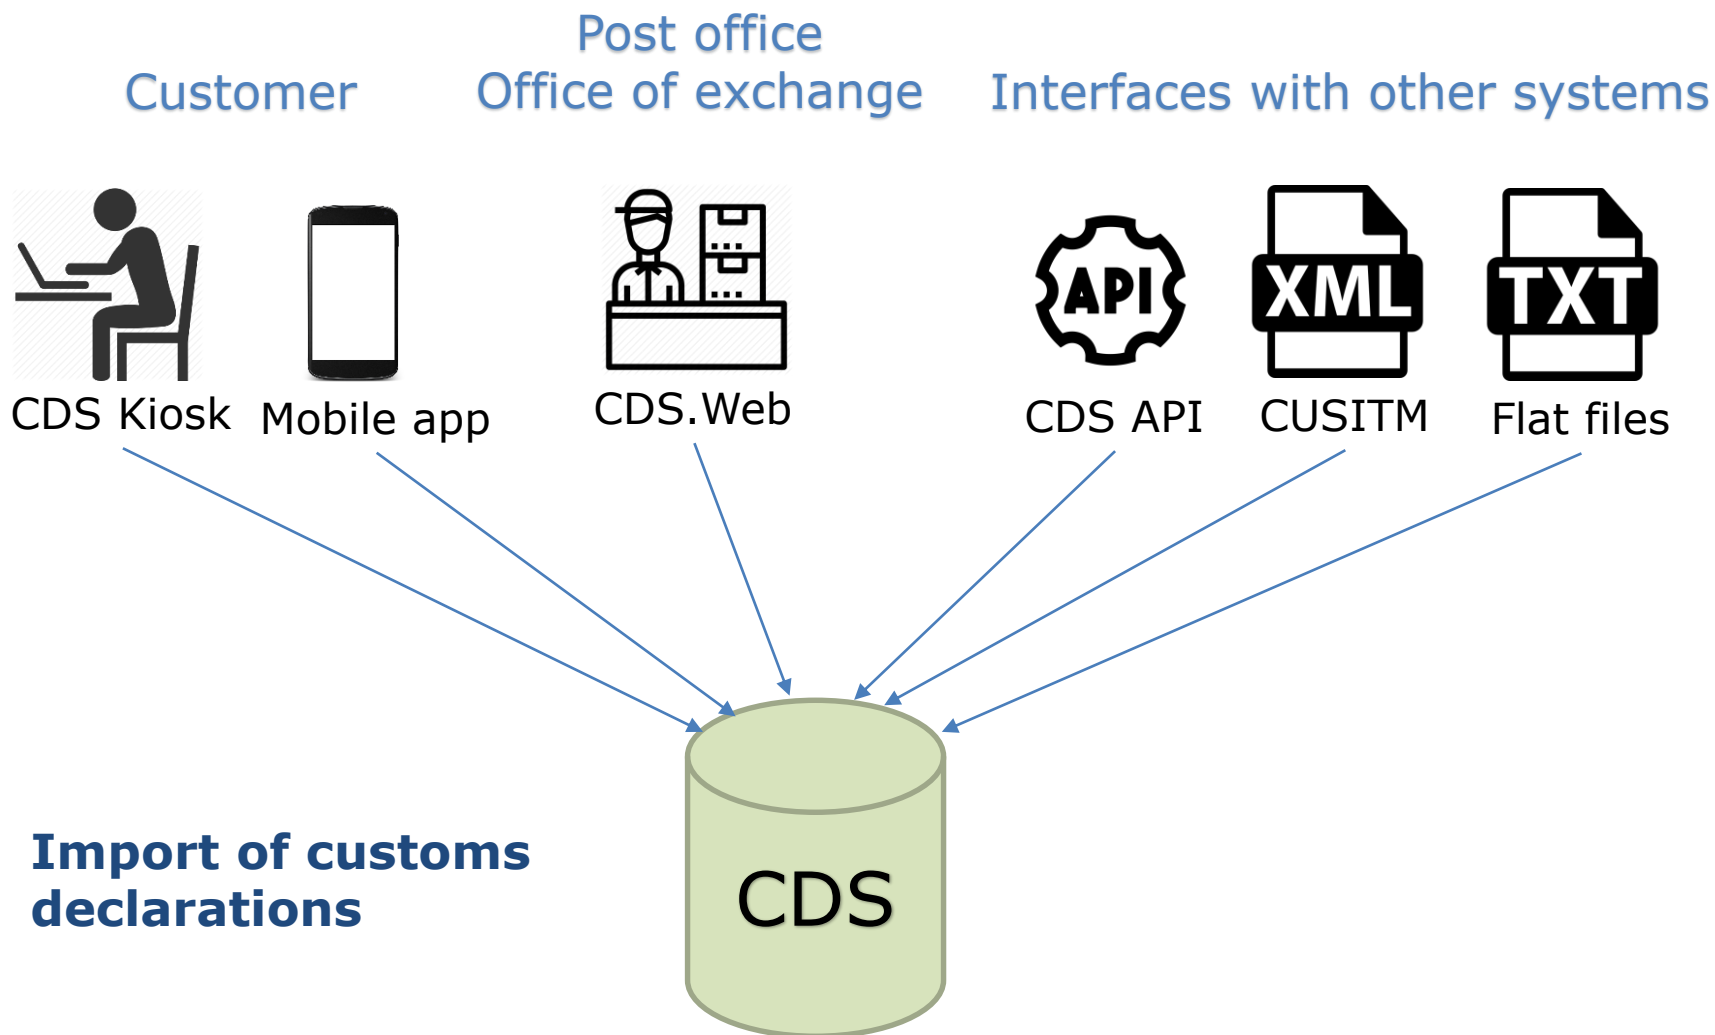 Post office
Customer
Office of exchange
Interfaces with other systems
API
XML
TXT
CDS Kiosk
Mobile app
CDS.Web
CDS API
CUSITM
Flat files
Import of customs
declarations
CDS